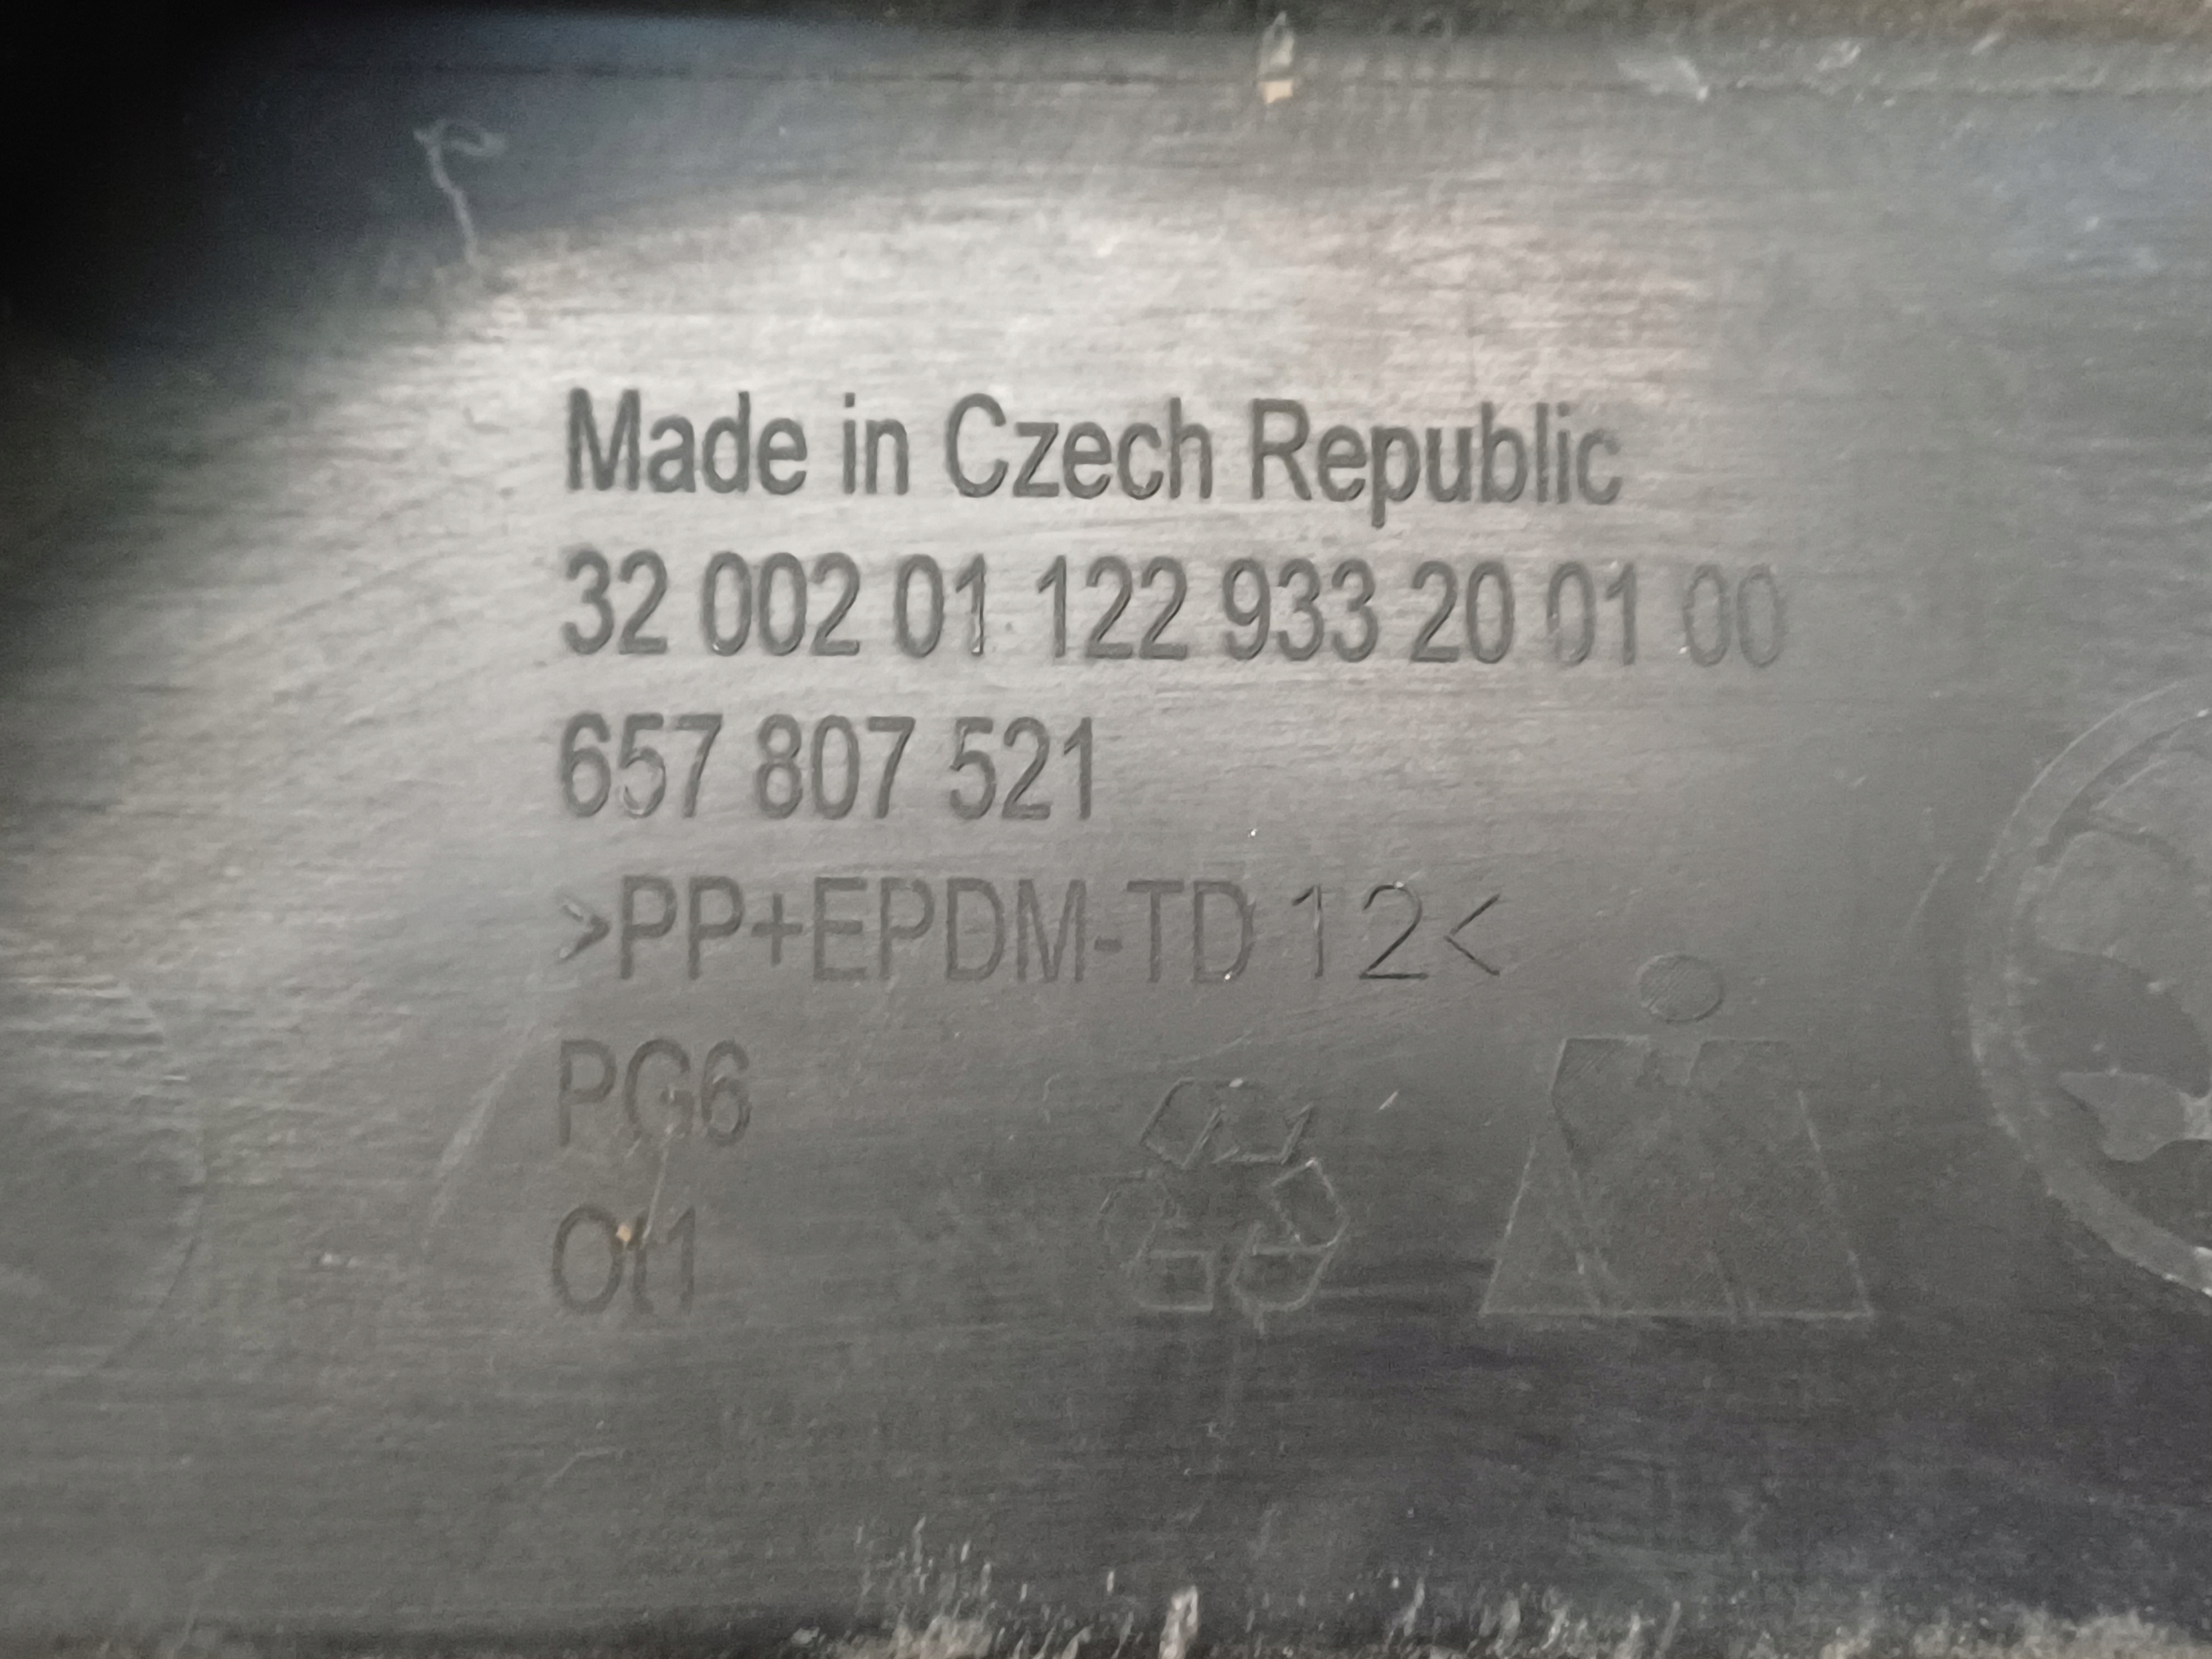 Made in Czech Republic
32 002 01 122 933 20 01 00
657 807 521
>PP+EPDM-TD 12<
PG6
Ot1